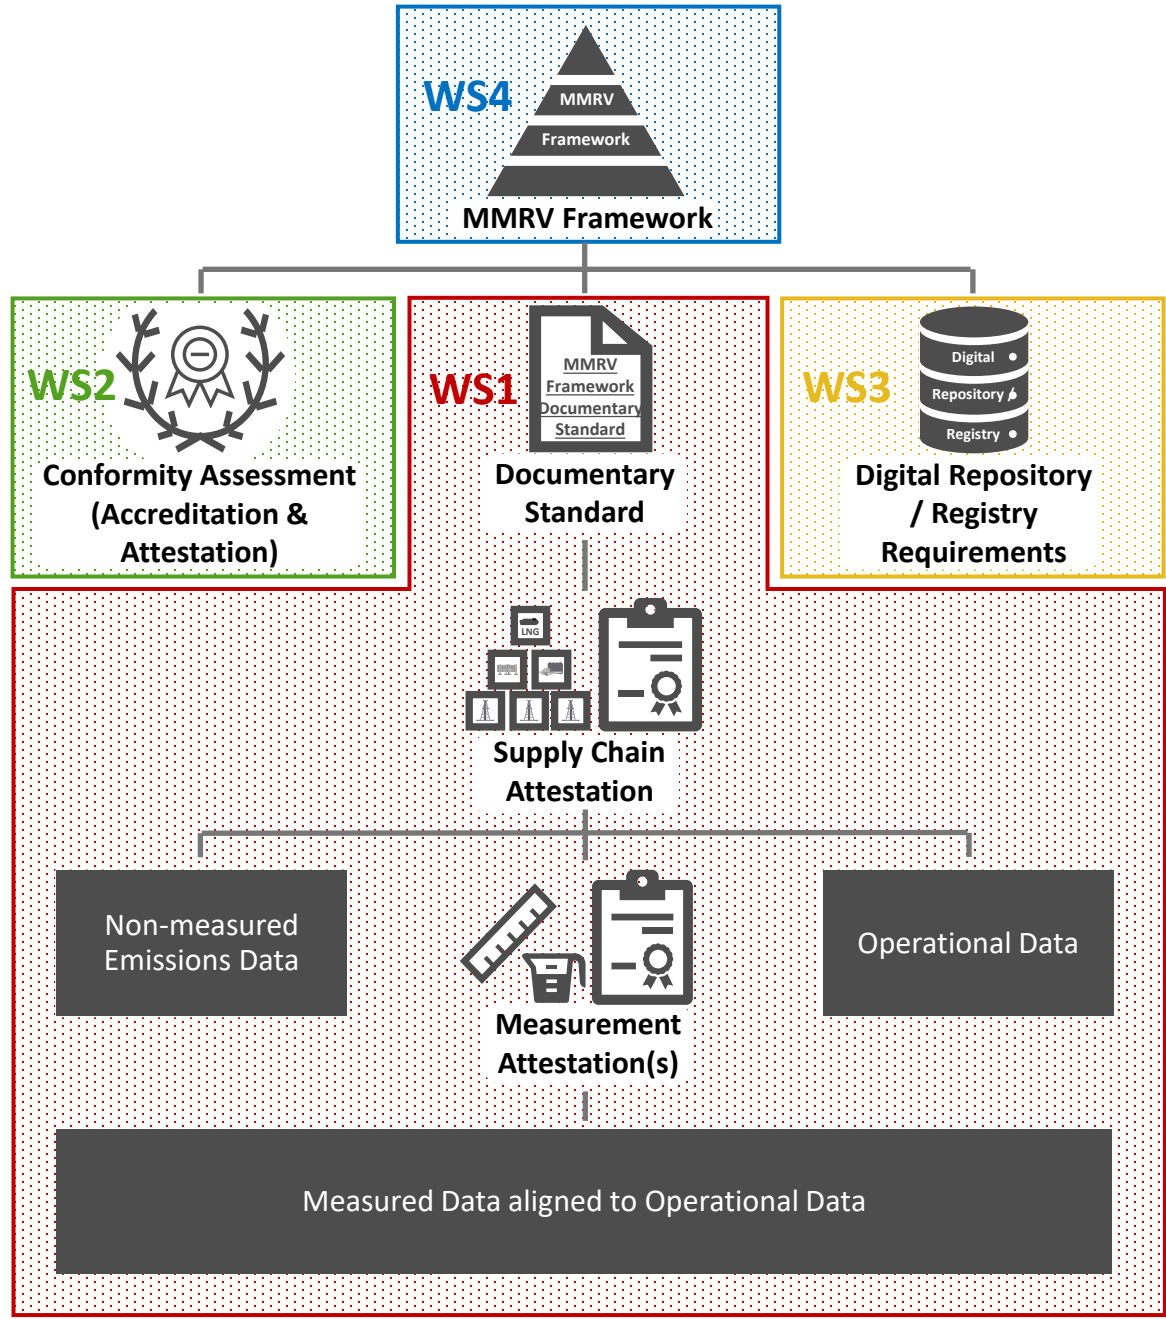 WS4
MMRV
Framework
MMRV Framework
WS2
Conformity Assessment
(Accreditation &
Attestation)
WS1
MMRV
Framework
Documentary
Standard
Documentary
Standard
WS3
Digital
Repository /
Registry
Digital Repository
/ Registry
Requirements
LNG
Supply Chain
Attestation
Non-measured
Emissions Data
Measurement
Attestation(s)
Operational Data
Measured Data aligned to Operational Data